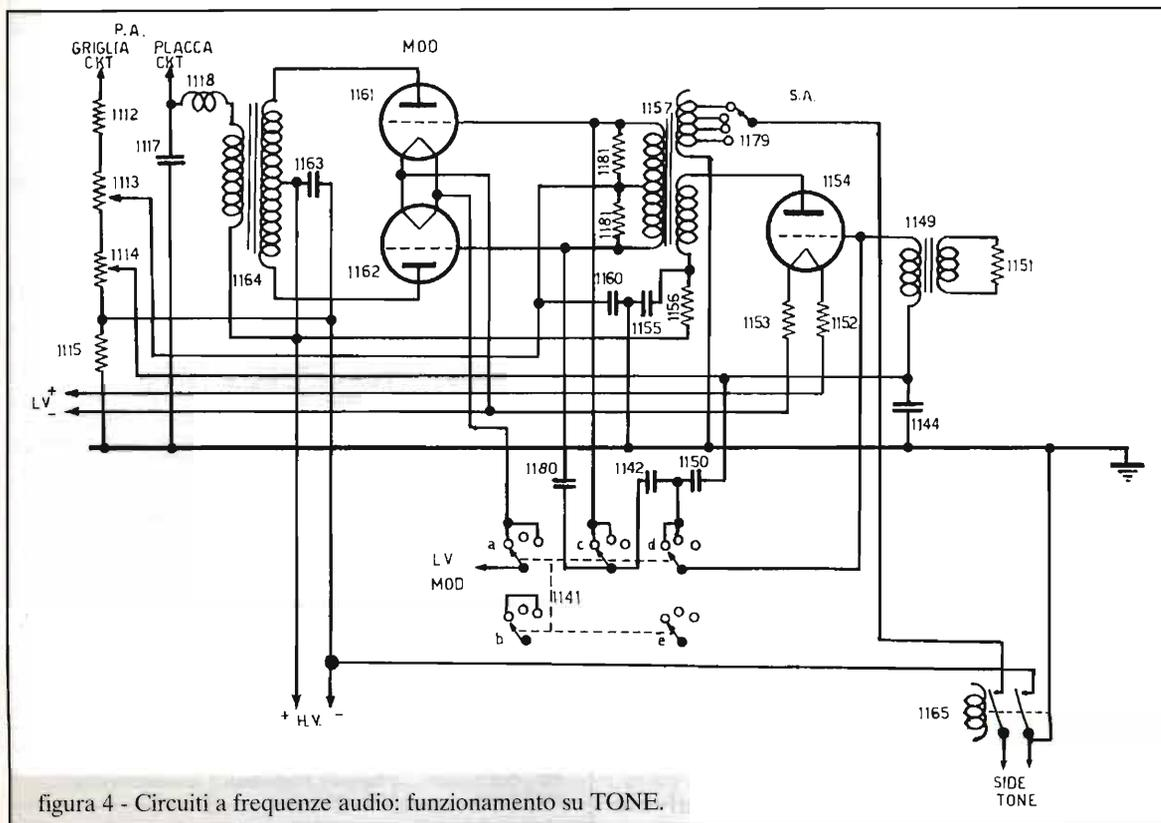 P.A.
GRIGLIA PLACCA
CKT CKT
MOD
S.A.
1118
1112
1117
1113
1114
1115
1163
1164
1161
1162
1157
1179
1181
1181
1154
1149
1151
1160
1155
1156
1153
1152
1144
L.V. + -
1180
1142
1150
a
c
d
LV
MOD
1141
b
e
+ H.V. -
1165
SIDE
TONE
figura 4 - Circuiti a frequenze audio: funzionamento su TONE.